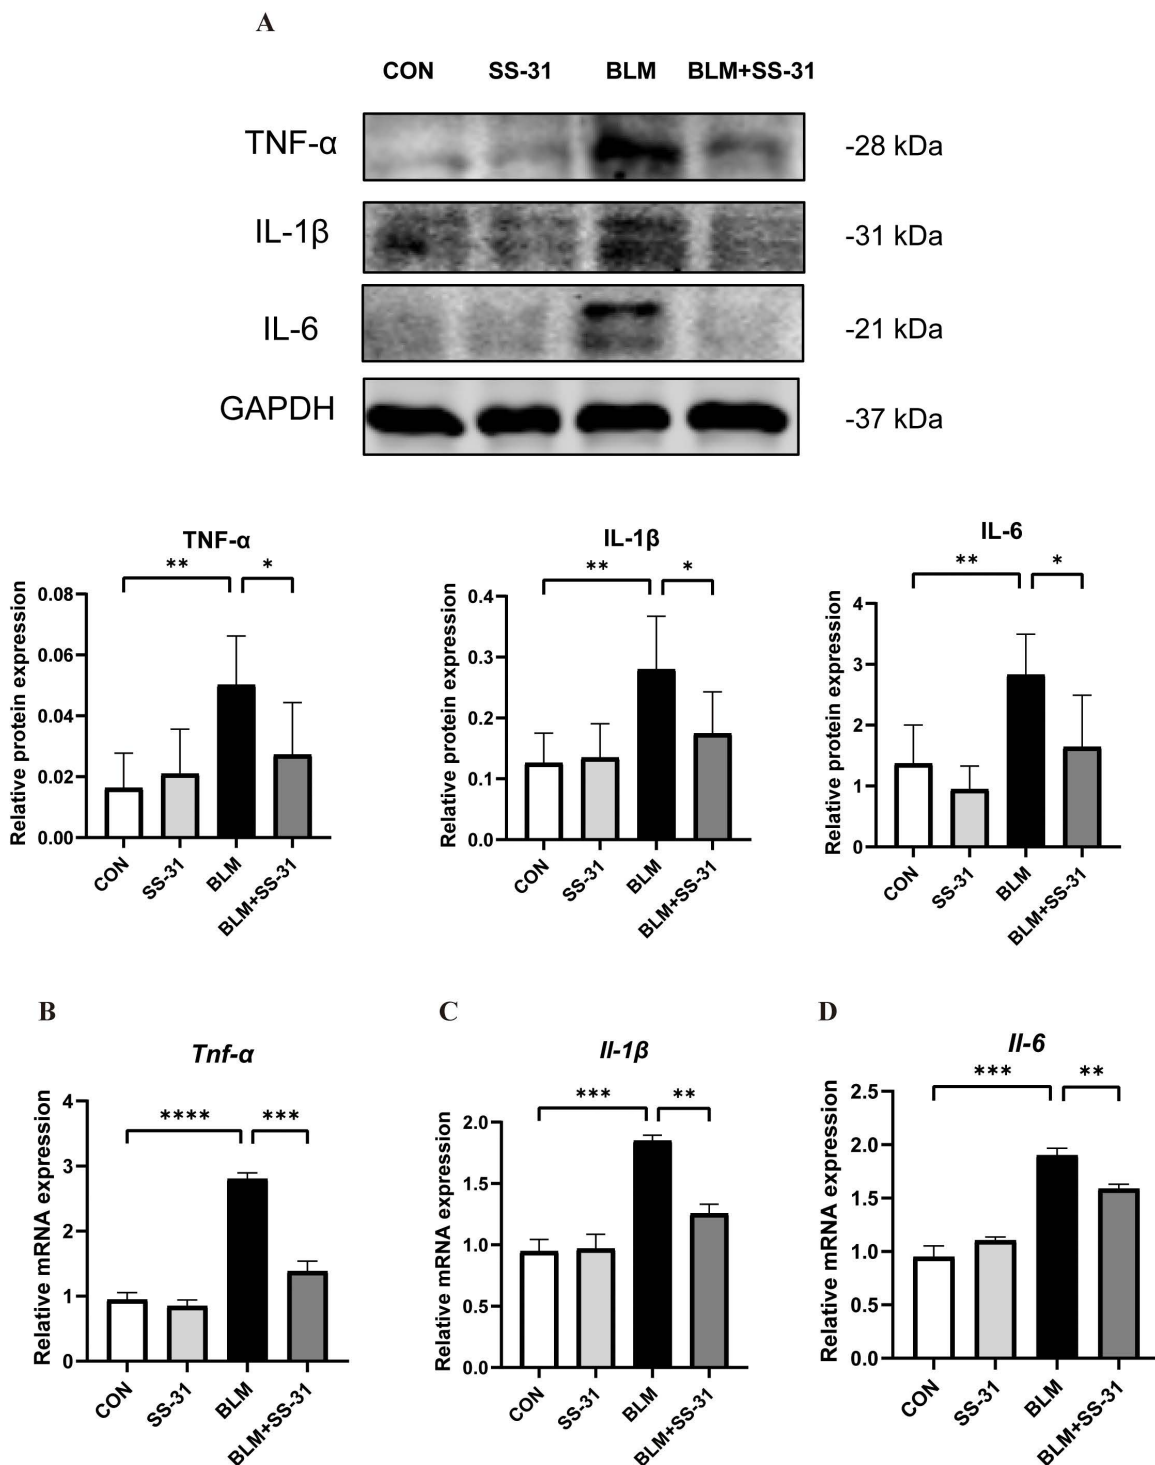 A
CON SS-31 BLM BLM+SS-31
TNF-α -28 kDa
IL-1β -31 kDa
IL-6 -21 kDa
GAPDH -37 kDa
TNF-α
** *
Relative protein expression
0.08
0.06
0.04
0.02
0.00
CON SS-31 BLM BLM+SS-31
IL-1β
** *
Relative protein expression
0.4
0.3
0.2
0.1
0.0
CON SS-31 BLM BLM+SS-31
IL-6
** *
Relative protein expression
4
3
2
1
0
CON SS-31 BLM BLM+SS-31
B
Tnf-α
**** ***
Relative mRNA expression
4
3
2
1
0
CON SS-31 BLM BLM+SS-31
C
Il-1β
*** **
Relative mRNA expression
2.0
1.5
1.0
0.5
0.0
CON SS-31 BLM BLM+SS-31
D
Il-6
*** **
Relative mRNA expression
2.5
2.0
1.5
1.0
0.5
0.0
CON SS-31 BLM BLM+SS-31